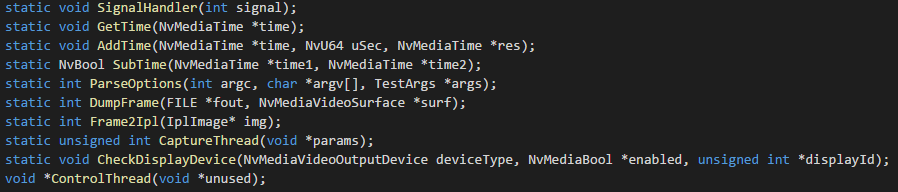 static void SignalHandler(int signal);
static void GetTime(NvMediaTime *time);
static void AddTime(NvMediaTime *time, NvU64 uSec, NvMediaTime *res);
static NvBool SubTime(NvMediaTime *time1, NvMediaTime *time2);
static int ParseOptions(int argc, char *argv[], TestArgs *args);
static int DumpFrame(FILE *fout, NvMediaVideoSurface *surf);
static int Frame2Ipl(IplImage* img);
static unsigned int CaptureThread(void *params);
static void CheckDisplayDevice(NvMediaVideoOutputDevice deviceType, NvMediaBool *enabled, unsigned int *displayId);
void *ControlThread(void *unused);